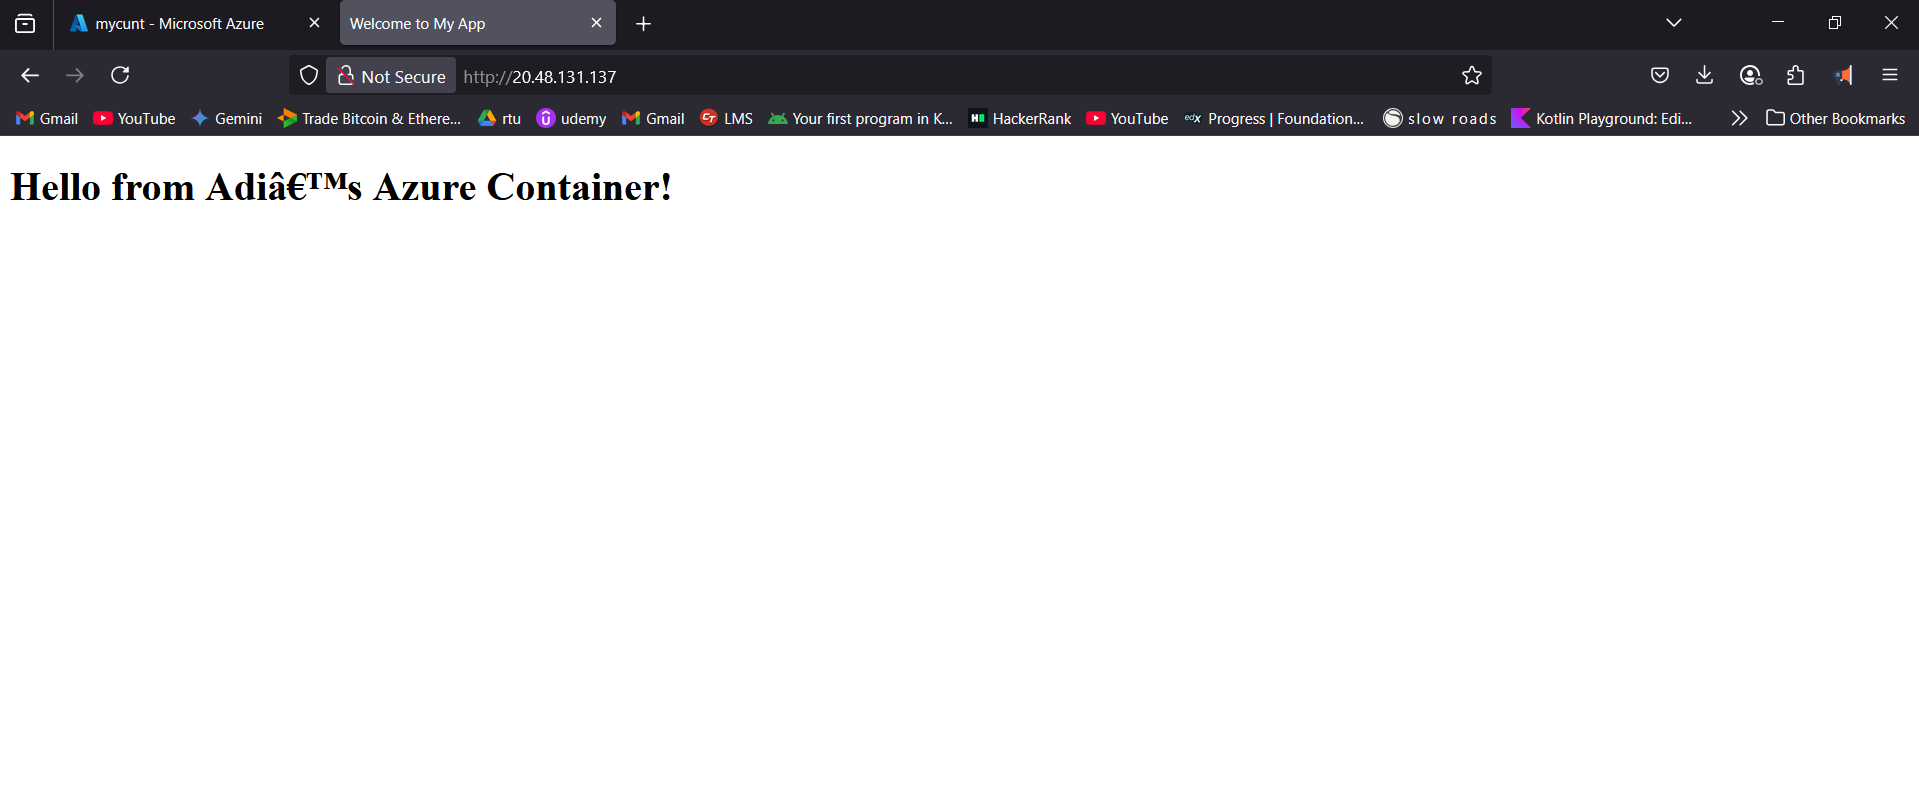 mycunt - Microsoft Azure
Welcome to My App
Not Secure http://20.48.131.137
Gmail YouTube Gemini Trade Bitcoin & Ethere... rtu udemy Gmail LMS Your first program in K... HackerRank YouTube Progress | Foundation... slow roads Kotlin Playground: Edi... Other Bookmarks
Hello from Adiâ€™s Azure Container!